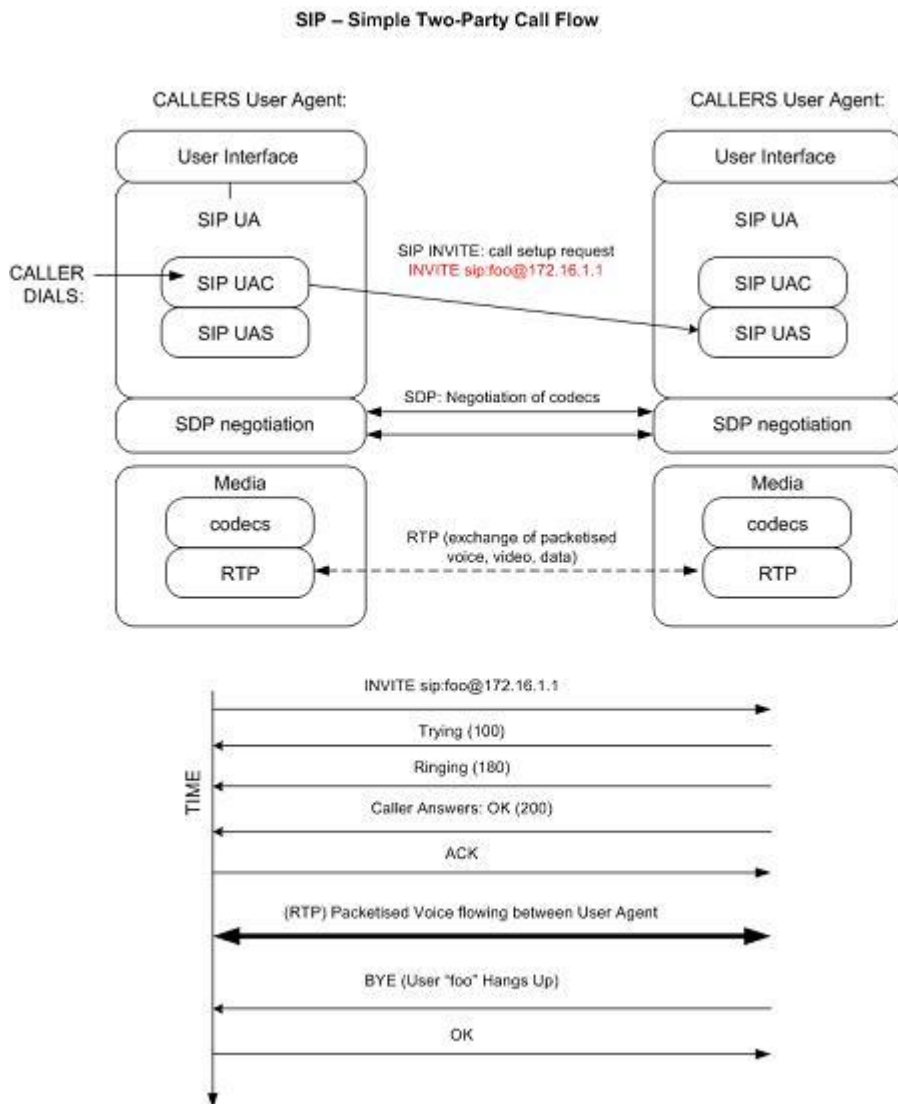 SIP – Simple Two-Party Call Flow
CALLERS User Agent:
CALLERS User Agent:
User Interface
User Interface
SIP UA
SIP UA
SIP INVITE: call setup request
INVITE sip:foo@172.16.1.1
CALLER
DIALS:
SIP UAC
SIP UAC
SIP UAS
SIP UAS
SDP: Negotiation of codecs
SDP negotiation
SDP negotiation
Media
Media
codecs
codecs
RTP (exchange of packetised
voice, video, data)
RTP
RTP
INVITE sip:foo@172.16.1.1
Trying (100)
Ringing (180)
TIME
Caller Answers: OK (200)
ACK
(RTP) Packetised Voice flowing between User Agent
BYE (User "foo" Hangs Up)
OK